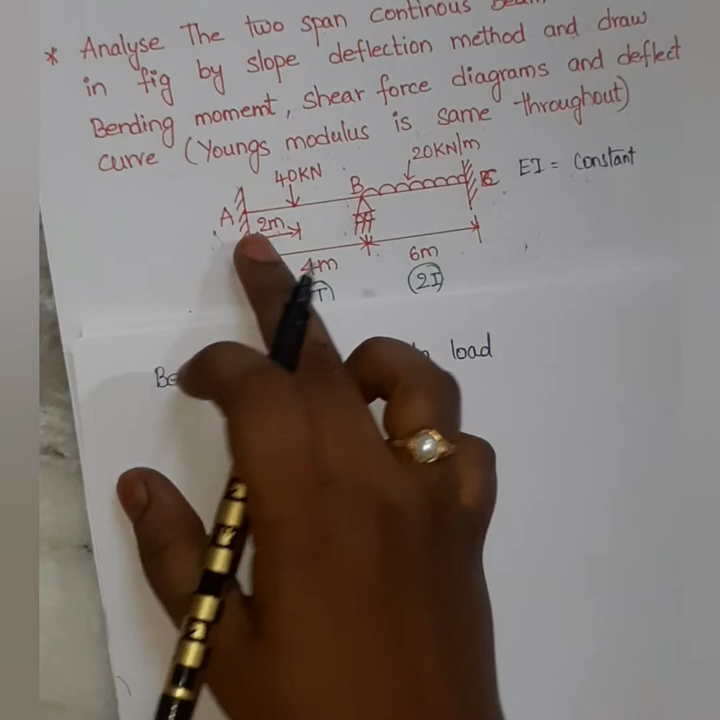 * Analyse The two span continous Beam
in fig by slope deflection method and draw
Bending moment, shear force diagrams and deflect
curve (Youngs modulus is same throughout)
40KN
20KN/m
EI = Constant
A
B
C
2m
4m
6m
I
2I
load